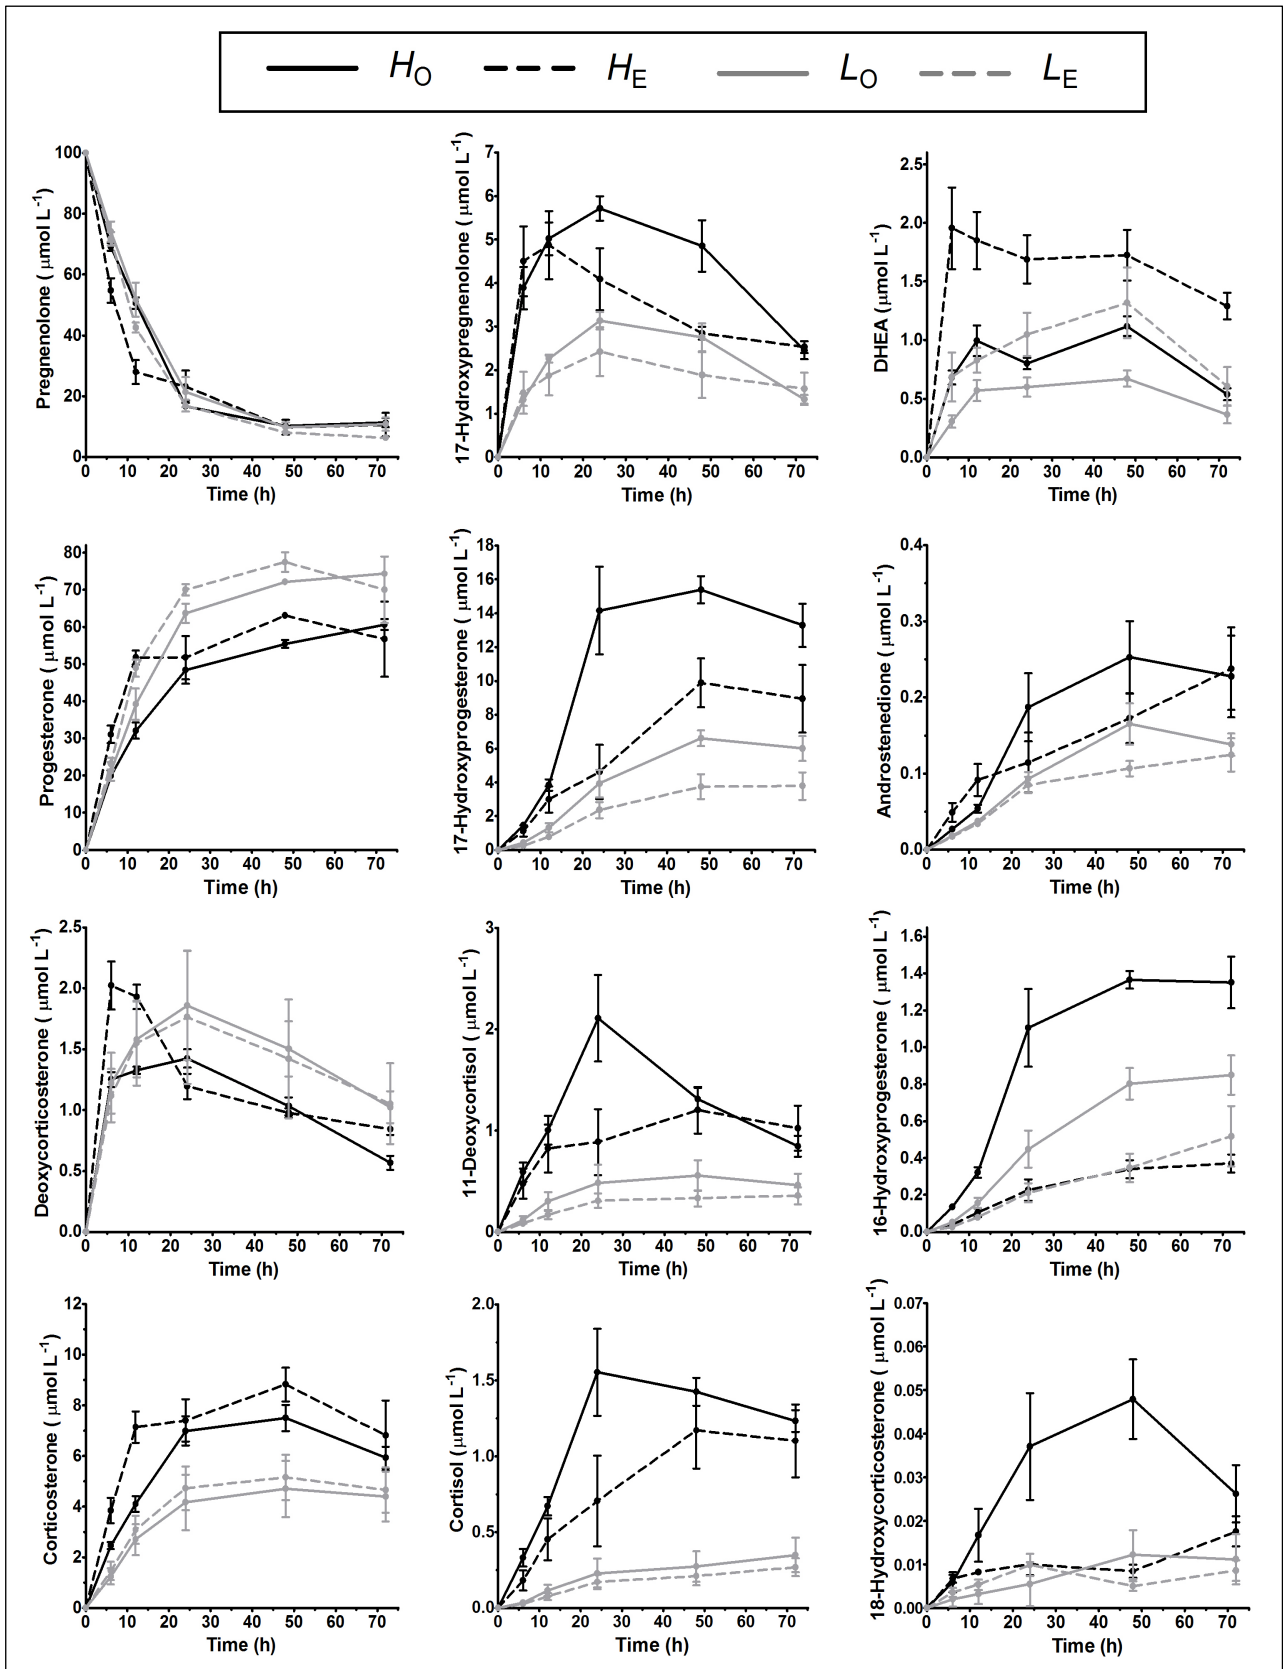 H_O H_E L_O L_E
Pregnenolone ( μmol L⁻¹)
100
80
60
40
20
0
0 10 20 30 40 50 60 70
Time (h)
17-Hydroxypregnenolone ( μmol L⁻¹)
7
6
5
4
3
2
1
0
0 10 20 30 40 50 60 70
Time (h)
DHEA (μmol L⁻¹)
2.5
2.0
1.5
1.0
0.5
0.0
0 10 20 30 40 50 60 70
Time (h)
Progesterone ( μmol L⁻¹)
80
70
60
50
40
30
20
10
0
0 10 20 30 40 50 60 70
Time (h)
17-Hydroxyprogesterone ( μmol L⁻¹)
18
16
14
12
10
8
6
4
2
0
0 10 20 30 40 50 60 70
Time (h)
Androstenedione ( μmol L⁻¹)
0.4
0.3
0.2
0.1
0.0
0 10 20 30 40 50 60 70
Time (h)
Deoxycorticosterone ( μmol L⁻¹)
2.5
2.0
1.5
1.0
0.5
0.0
0 10 20 30 40 50 60 70
Time (h)
11-Deoxycortisol ( μmol L⁻¹)
3
2
1
0
0 10 20 30 40 50 60 70
Time (h)
16-Hydroxyprogesterone ( μmol L⁻¹)
1.6
1.4
1.2
1.0
0.8
0.6
0.4
0.2
0.0
0 10 20 30 40 50 60 70
Time (h)
Corticosterone ( μmol L⁻¹)
12
10
8
6
4
2
0
0 10 20 30 40 50 60 70
Time (h)
Cortisol ( μmol L⁻¹)
2.0
1.5
1.0
0.5
0.0
0 10 20 30 40 50 60 70
Time (h)
18-Hydroxycorticosterone ( μmol L⁻¹)
0.07
0.06
0.05
0.04
0.03
0.02
0.01
0.00
0 10 20 30 40 50 60 70
Time (h)